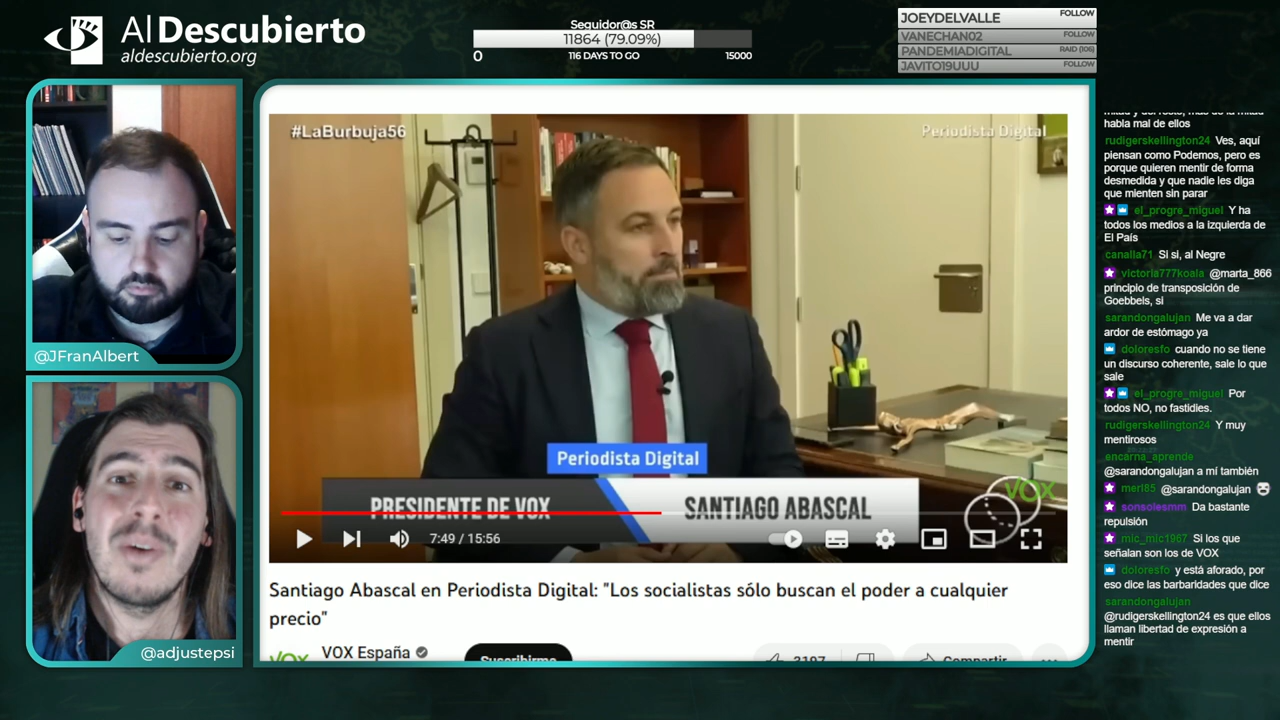 Al Descubierto
aldescubierto.org
Seguidor@s SR
11864 (79.09%)
0
116 DAYS TO GO
15000
JOEYDELVALLE
FOLLOW
VANECHAN02
FOLLOW
PANDEMIADIGITAL
RAID (106)
JAVITO19UUU
FOLLOW
@JFranAlbert
@adjustepsi
#LaBurbuja56
Periodista Digital
Periodista Digital
PRESIDENTE DE VOX
SANTIAGO ABASCAL
VOX
7:49 / 15:56
Santiago Abascal en Periodista Digital: "Los socialistas sólo buscan el poder a cualquier
precio"
VOX España
Suscribirme
3197
Compartir
habla mal de ellos
rudigerskellington24 Ves, aquí
piensan como Podemos, pero es
porque quieren mentir de forma
desmedida y que nadie les diga
que mienten sin parar
el_progre_miguel Y ha
todos los medios a la izquierda de
El País
canalla71 Si si, al Negre
victoria777koala @marta_866
principio de transposición de
Goebbels, si
sarandongalujan Me va a dar
ardor de estómago ya
doloresfo cuando no se tiene
un discurso coherente, sale lo que
sale
el_progre_miguel Por
todos NO, no fastidies.
rudigerskellington24 Y muy
mentirosos
encarna_aprende
@sarandongalujan a mí también
merl85 @sarandongalujan
sonsolesmm Da bastante
repulsión
mic_mic1967 Si los que
señalan son los de VOX
doloresfo y está aforado, por
eso dice las barbaridades que dice
sarandongalujan
@rudigerskellington24 es que ellos
llaman libertad de expresión a
mentir